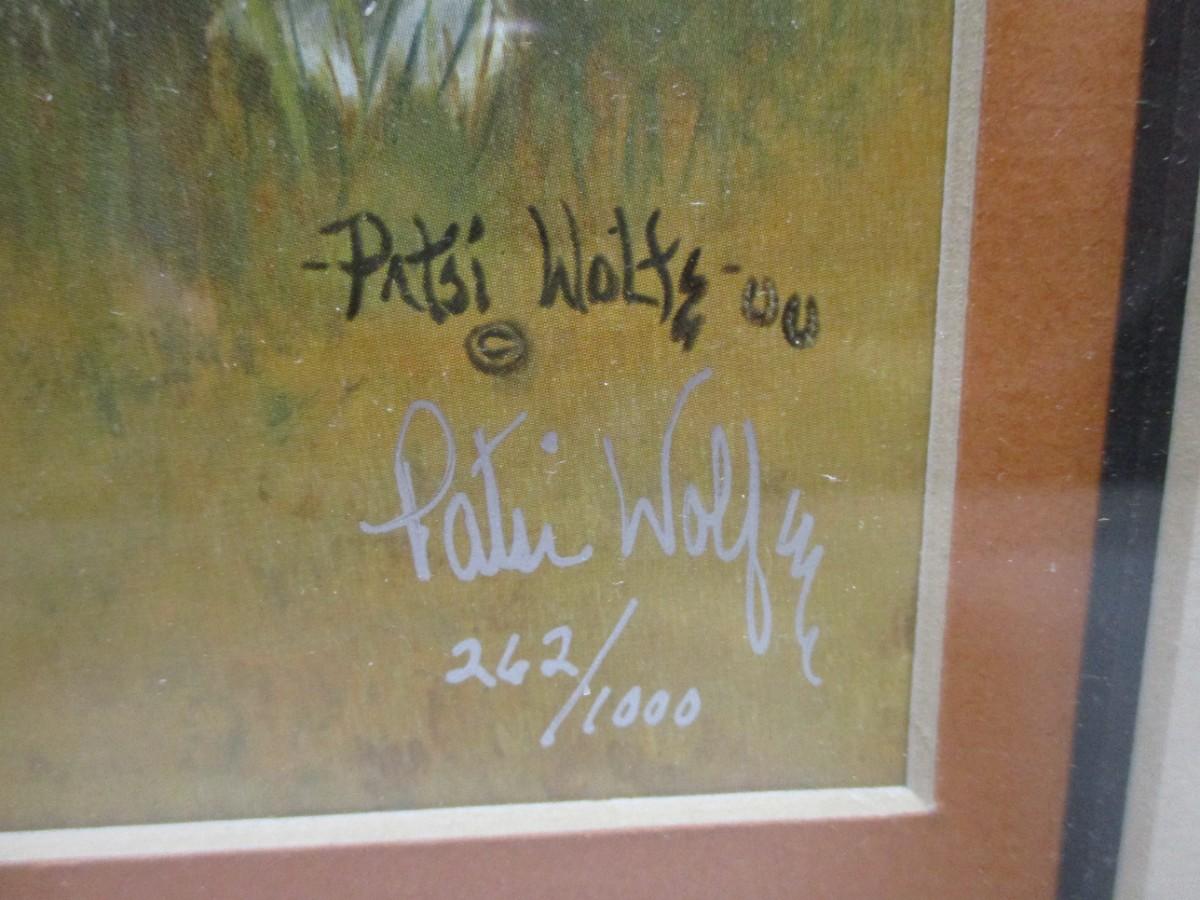 -Patsi Wolfe-
©
Patsi Wolfe
262/1000